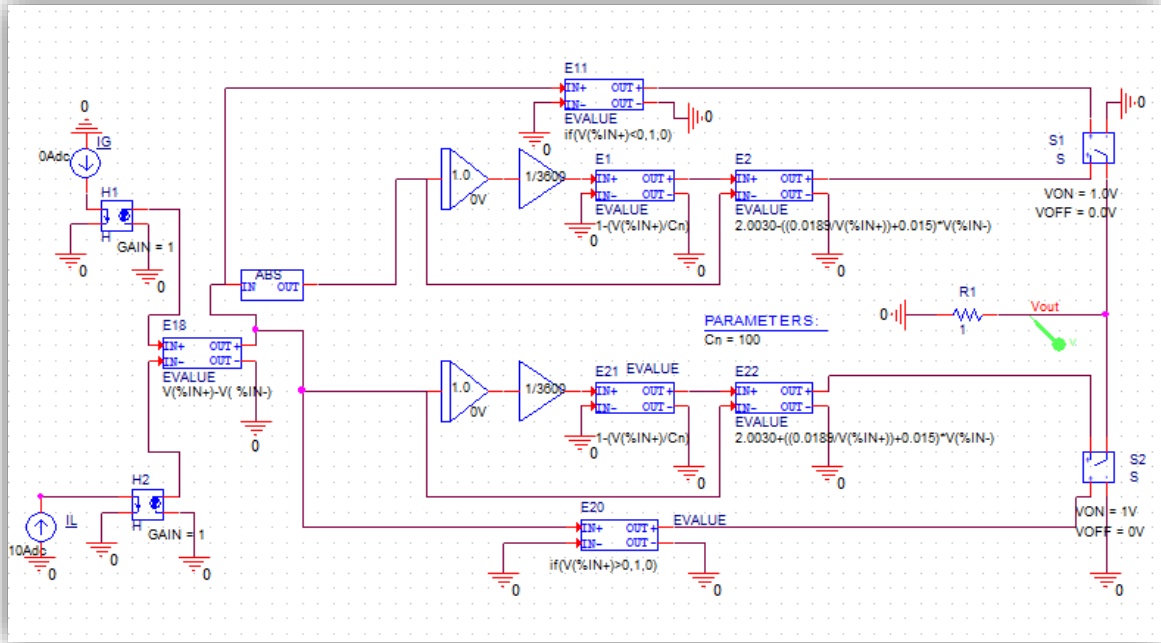 E11
IN+ OUT+
IN- OUT-
EVALUATE
if(V(%IN+)<0,1,0)
0
0
0
0
IG
0Adc
H1
H
GAIN = 1
0
0
1.0
0V
1/3609
E1
IN+ OUT+
IN- OUT-
EVALUE
1-(V(%IN+)/Cn)
0
0
E2
IN+ OUT+
IN- OUT-
EVALUE
2.0030-((0.0189/V(%IN+))+0.015)*V(%IN-)
0
S1
S
VON = 1.0V
VOFF = 0.0V
ABS
IN OUT
E18
IN+ OUT+
IN- OUT-
EVALUE
V(%IN+)-V( %IN-)
0
PARAMETERS:
Cn = 100
0
R1
1
Vout
V
1.0
0V
1/3609
E21 EVALUE
IN+ OUT+
IN- OUT-
1-(V(%IN+)/Cn)
0
0
E22
IN+ OUT+
IN- OUT-
EVALUE
2.0030+((0.0189/V(%IN+))+0.015)*V(%IN-)
0
S2
S
VON = 1V
VOFF = 0V
0
H2
H
GAIN = 1
0
0
IL
10Adc
0
E20
EVALUE
IN+ OUT+
IN- OUT-
if(V(%IN+)>0,1,0)
0
0